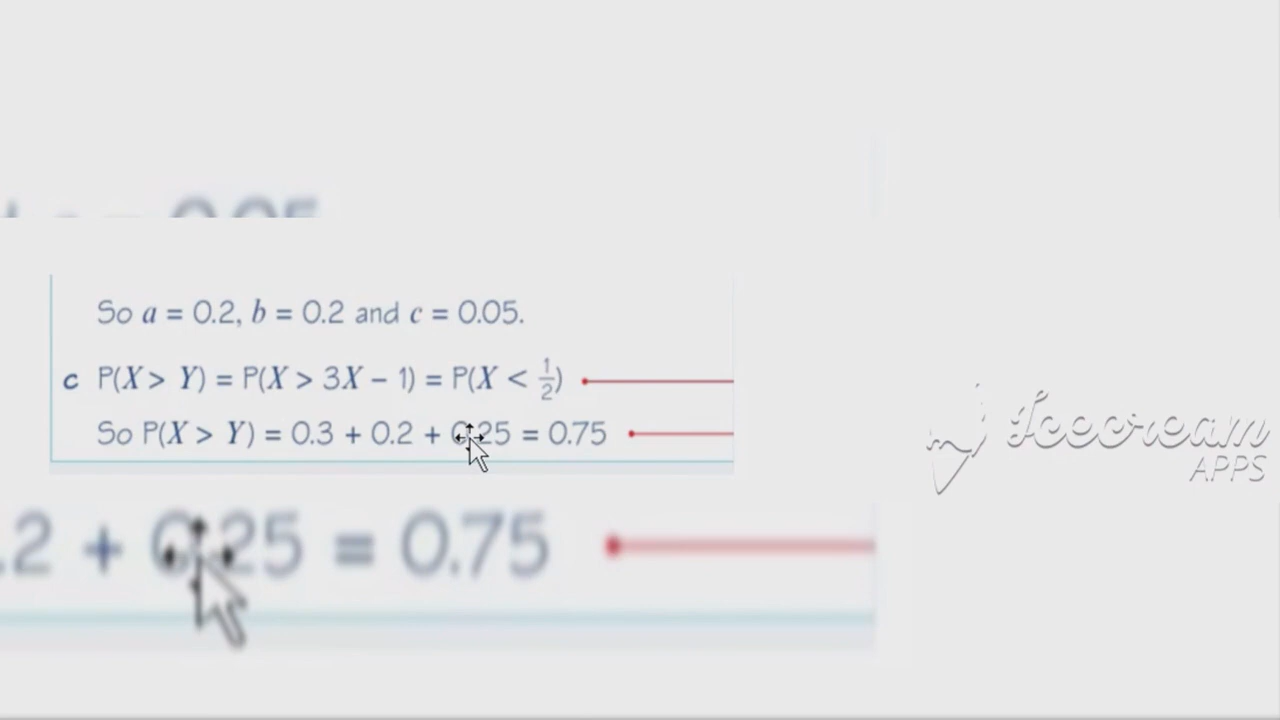 So a = 0.2, b = 0.2 and c = 0.05.
c P(X > Y) = P(X > 3X − 1) = P(X < 1/2)
So P(X > Y) = 0.3 + 0.2 + 0.25 = 0.75
.2 + 0.25 = 0.75
Icecream
APPS